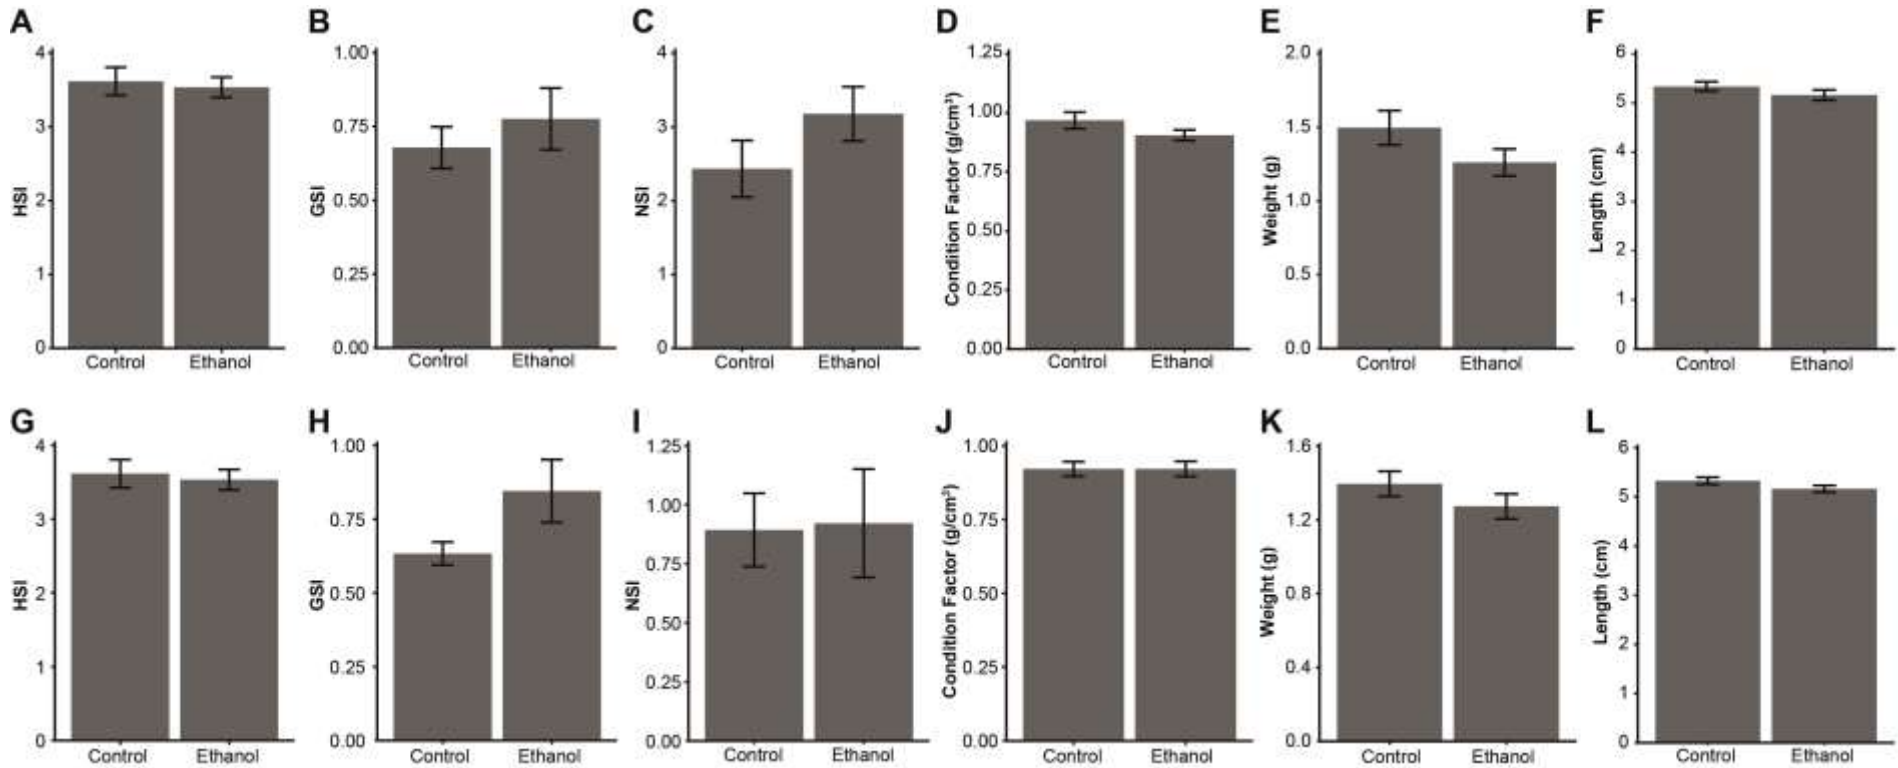 A
HSI
4
3
2
1
0
Control Ethanol
B
GSI
1.00
0.75
0.50
0.25
0.00
Control Ethanol
C
NSI
4
3
2
1
0
Control Ethanol
D
Condition Factor (g/cm³)
1.25
1.00
0.75
0.50
0.25
0.00
Control Ethanol
E
Weight (g)
2.0
1.5
1.0
0.5
0.0
Control Ethanol
F
Length (cm)
6
5
4
3
2
1
0
Control Ethanol
G
HSI
4
3
2
1
0
Control Ethanol
H
GSI
1.00
0.75
0.50
0.25
0.00
Control Ethanol
I
NSI
1.25
1.00
0.75
0.50
0.25
0.00
Control Ethanol
J
Condition Factor (g/cm³)
1.00
0.75
0.50
0.25
0.00
Control Ethanol
K
Weight (g)
1.6
1.2
0.8
0.4
0.0
Control Ethanol
L
Length (cm)
6
5
4
3
2
1
0
Control Ethanol